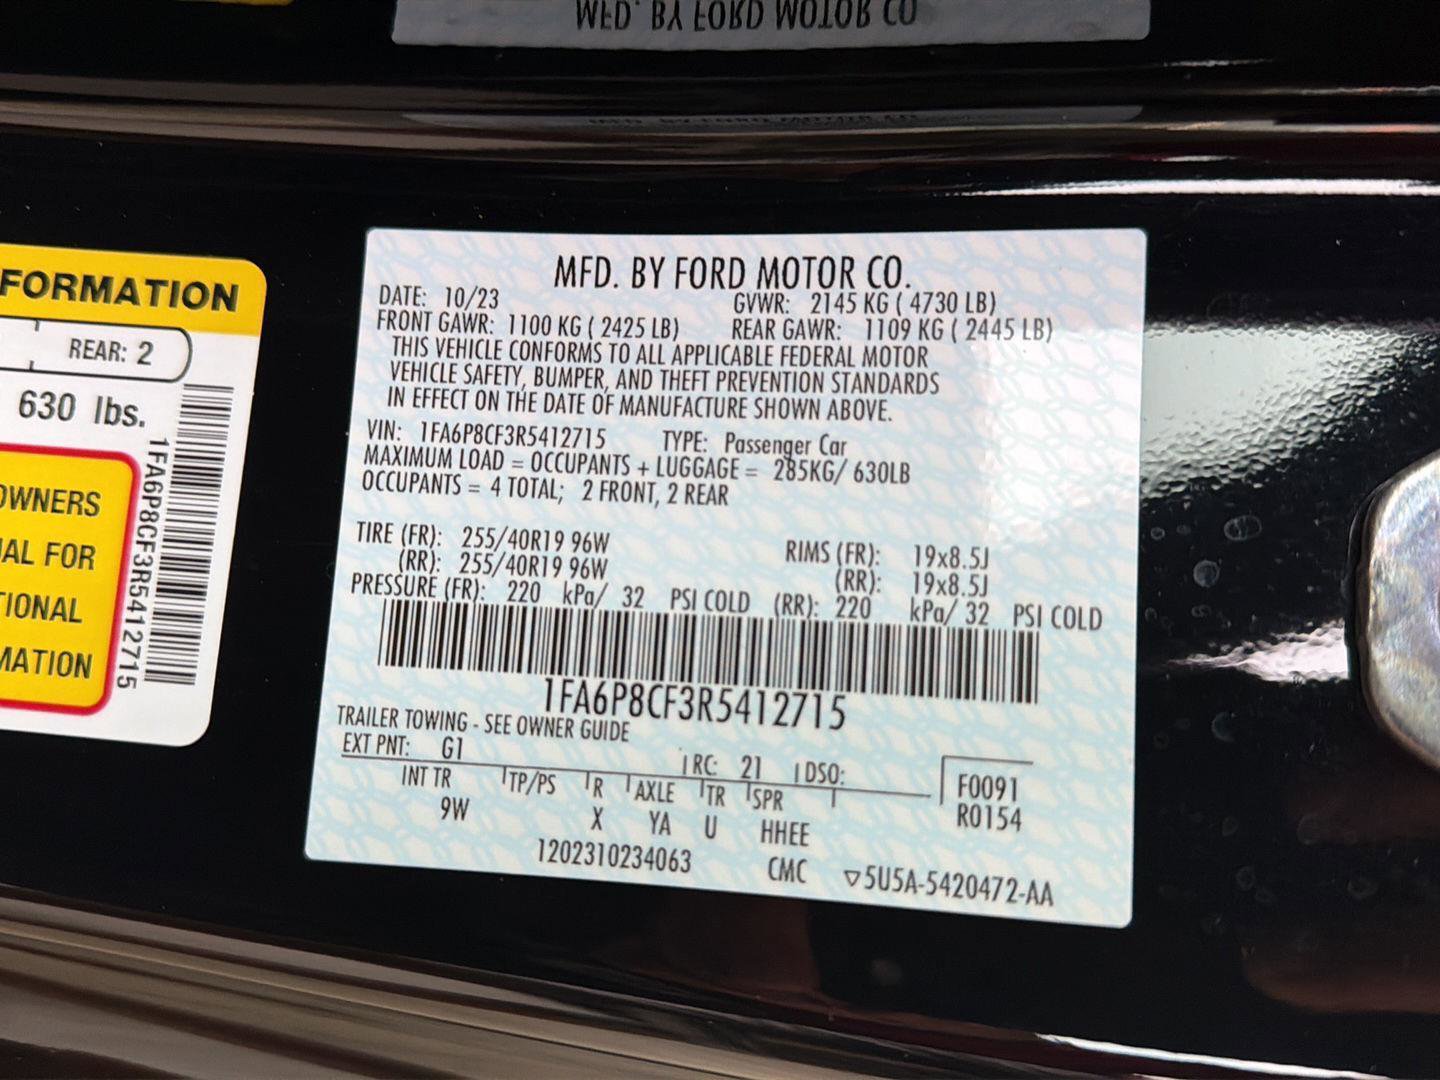 MFD. BY FORD MOTOR CO
MFD. BY FORD MOTOR CO.
DATE: 10/23 GVWR: 2145 KG ( 4730 LB)
FRONT GAWR: 1100 KG ( 2425 LB) REAR GAWR: 1109 KG ( 2445 LB)
THIS VEHICLE CONFORMS TO ALL APPLICABLE FEDERAL MOTOR
VEHICLE SAFETY, BUMPER, AND THEFT PREVENTION STANDARDS
IN EFFECT ON THE DATE OF MANUFACTURE SHOWN ABOVE.
VIN: 1FA6P8CF3R5412715 TYPE: Passenger Car
MAXIMUM LOAD = OCCUPANTS + LUGGAGE = 285KG/ 630LB
OCCUPANTS = 4 TOTAL; 2 FRONT, 2 REAR
TIRE (FR): 255/40R19 96W RIMS (FR): 19x8.5J
(RR): 255/40R19 96W (RR): 19x8.5J
PRESSURE (FR): 220 kPa/ 32 PSI COLD (RR): 220 kPa/ 32 PSI COLD
1FA6P8CF3R5412715
TRAILER TOWING - SEE OWNER GUIDE
EXT PNT: G1 RC: 21 DSO: F0091
INT TR TP/PS R AXLE TR SPR R0154
9W X YA U HHEE
1202310234063 CMC ▽5U5A-5420472-AA
FORMATION
REAR: 2
630 lbs.
OWNERS
AL FOR
TIONAL
MATION
1FA6P8CF3R5412715